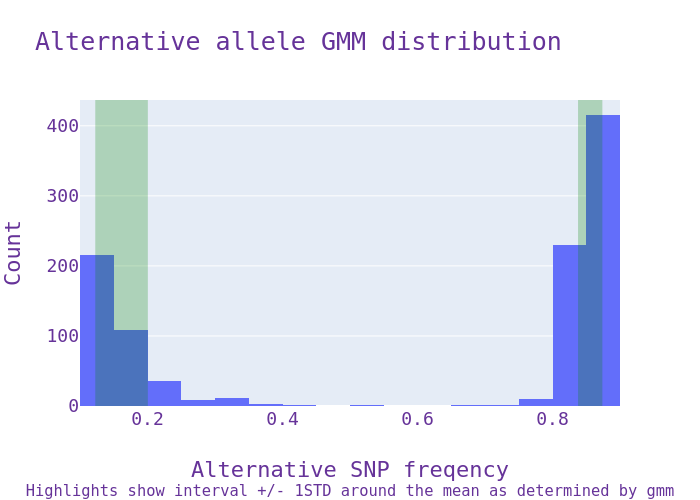 Alternative allele GMM distribution
400
300
200
100
0
Count
0.2
0.4
0.6
0.8
Alternative SNP freqency
Highlights show interval +/- 1STD around the mean as determined by gmm